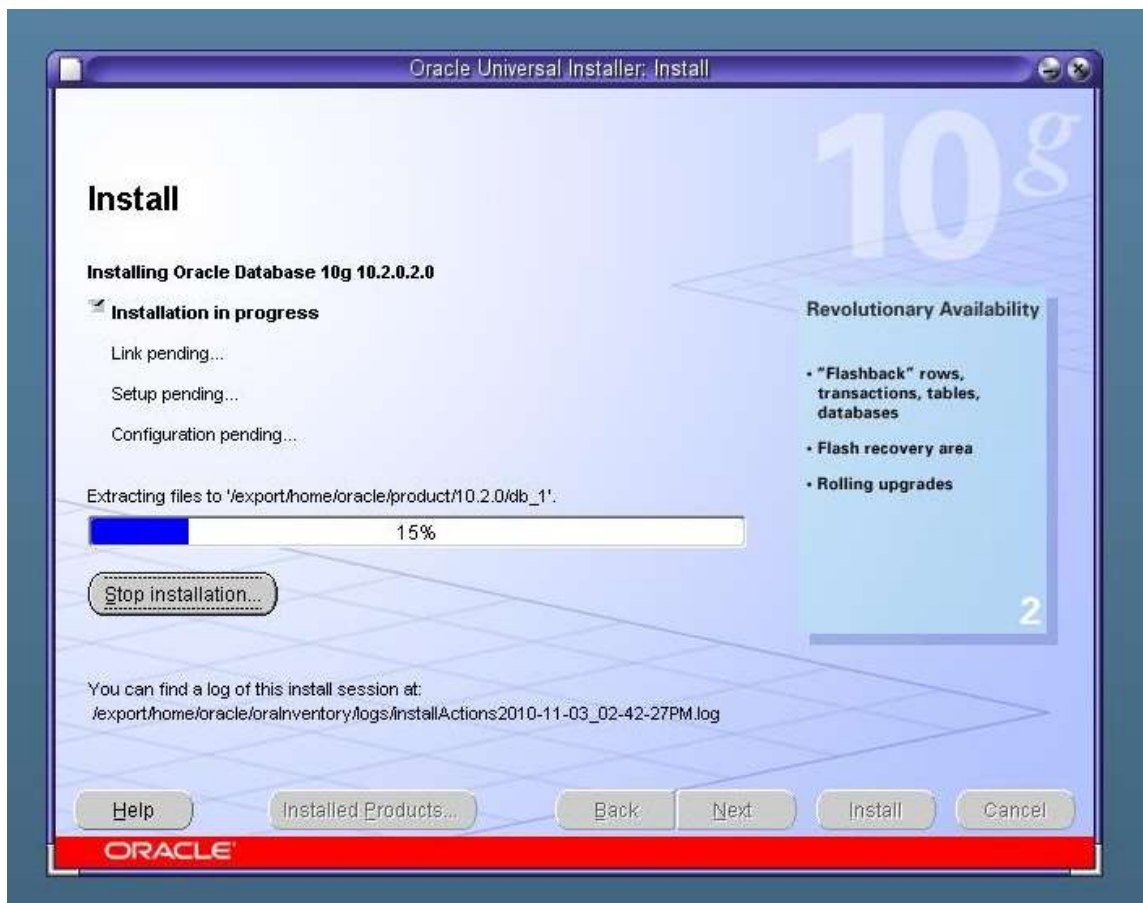 Oracle Universal Installer: Install
10g
Install
Installing Oracle Database 10g 10.2.0.2.0
Installation in progress
Link pending...
Setup pending...
Configuration pending...
Extracting files to '/export/home/oracle/product/10.2.0/db_1'.
15%
Stop installation...
You can find a log of this install session at:
/export/home/oracle/oraInventory/logs/installActions2010-11-03_02-42-27PM.log
Revolutionary Availability
• "Flashback" rows,
transactions, tables,
databases
• Flash recovery area
• Rolling upgrades
2
Help
Installed Products...
Back
Next
Install
Cancel
ORACLE